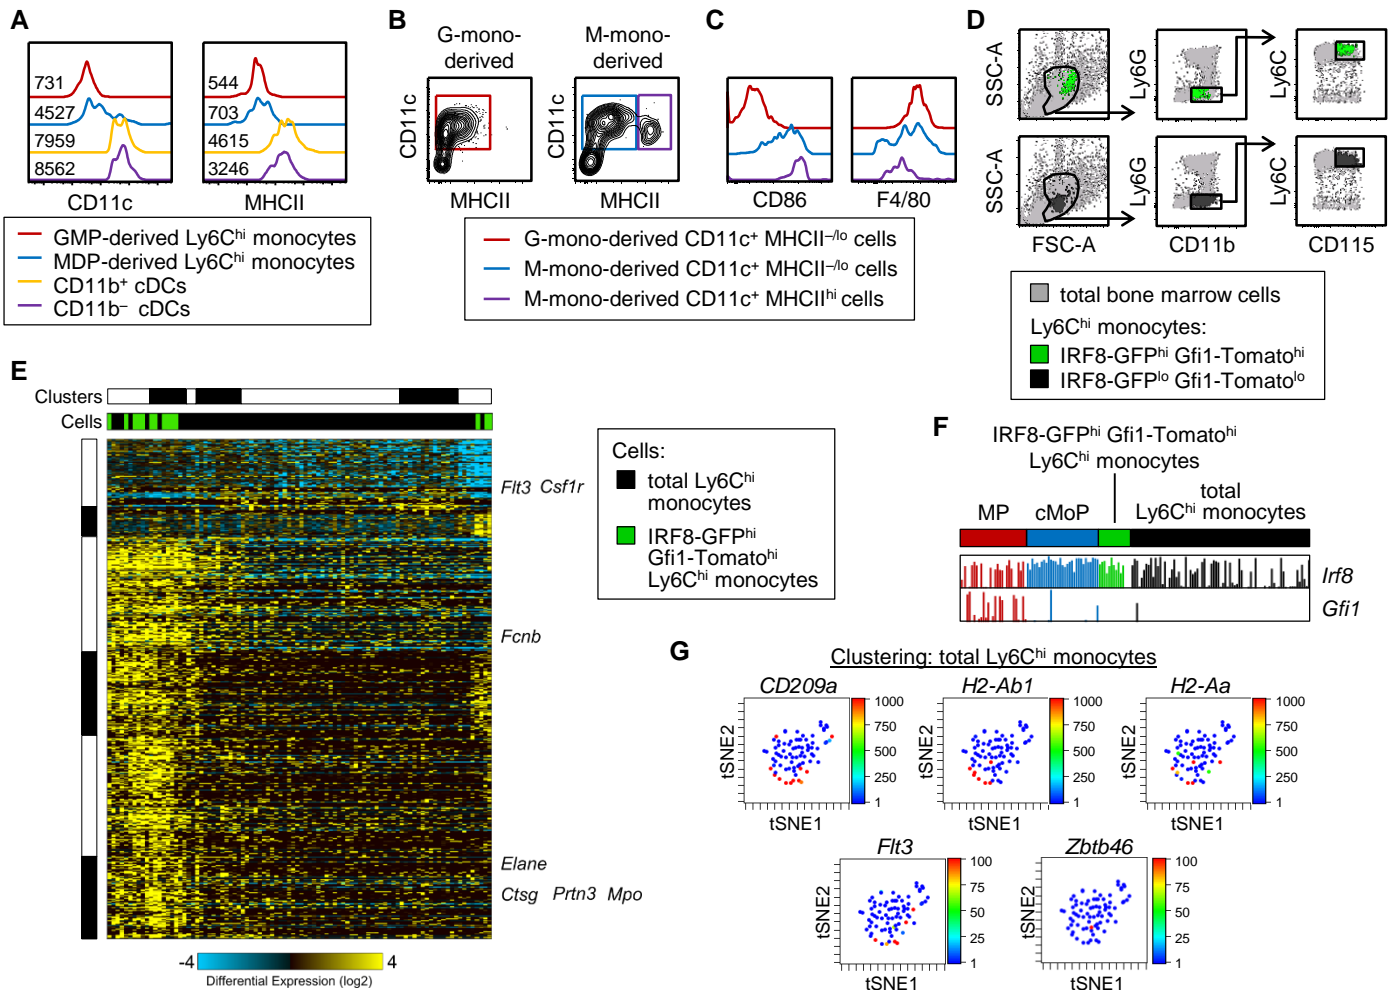 A
731
4527
7959
8562
CD11c
544
703
4615
3246
MHCII
GMP-derived Ly6Chi monocytes
MDP-derived Ly6Chi monocytes
CD11b+ cDCs
CD11b– cDCs
B
G-mono-
derived
CD11c
MHCII
M-mono-
derived
CD11c
MHCII
C
CD86
F4/80
G-mono-derived CD11c+ MHCII–/lo cells
M-mono-derived CD11c+ MHCII–/lo cells
M-mono-derived CD11c+ MHCIIhi cells
D
SSC-A
Ly6G
Ly6C
SSC-A
Ly6G
Ly6C
FSC-A
CD11b
CD115
total bone marrow cells
Ly6Chi monocytes:
IRF8-GFPhi Gfi1-Tomatohi
IRF8-GFPlo Gfi1-Tomatolo
E
Clusters
Cells
Flt3 Csf1r
Fcnb
Elane
Ctsg Prtn3 Mpo
-4
4
Differential Expression (log2)
Cells:
total Ly6Chi
monocytes
IRF8-GFPhi
Gfi1-Tomatohi
Ly6Chi monocytes
F
IRF8-GFPhi Gfi1-Tomatohi
Ly6Chi monocytes
MP
cMoP
total
Ly6Chi monocytes
Irf8
Gfi1
G
Clustering: total Ly6Chi monocytes
CD209a
tSNE2
tSNE1
1000
750
500
250
1
H2-Ab1
tSNE2
tSNE1
1000
750
500
250
1
H2-Aa
tSNE2
tSNE1
1000
750
500
250
1
Flt3
tSNE2
tSNE1
100
75
50
25
1
Zbtb46
tSNE2
tSNE1
100
75
50
25
1